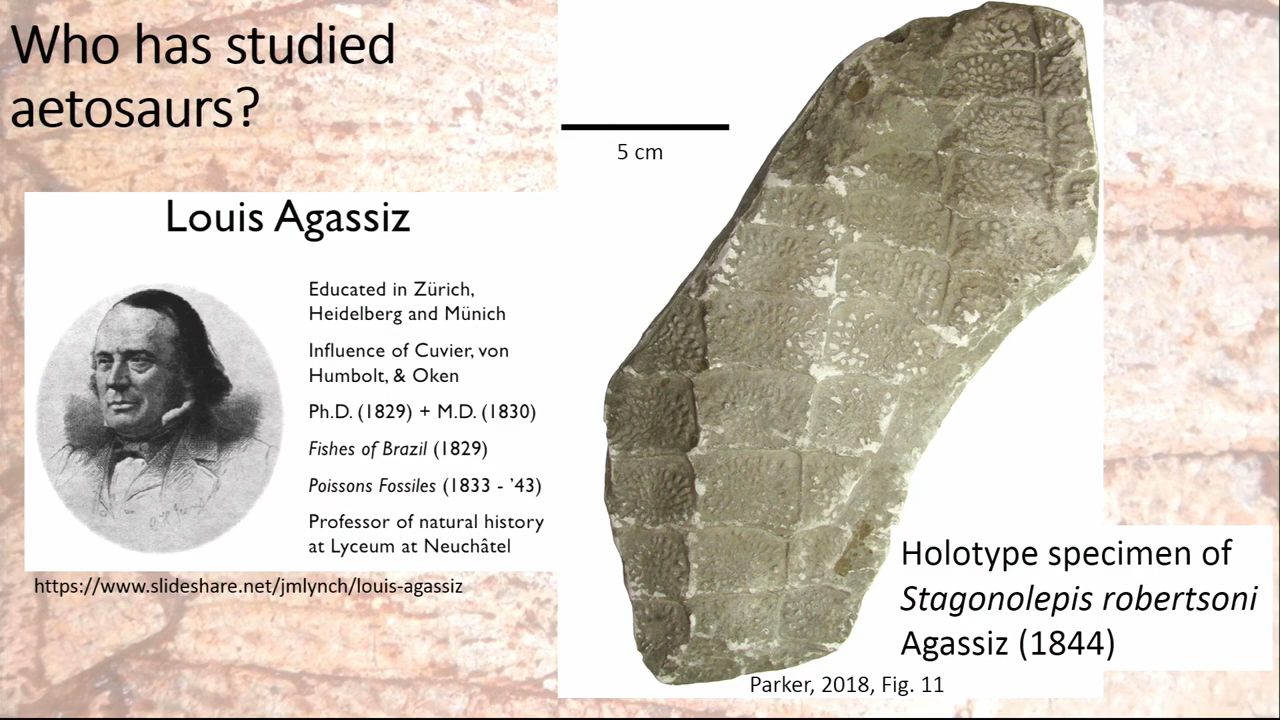 Who has studied
aetosaurs?
Louis Agassiz
Educated in Zürich,
Heidelberg and Münich
Influence of Cuvier, von
Humbolt, & Oken
Ph.D. (1829) + M.D. (1830)
Fishes of Brazil (1829)
Poissons Fossiles (1833 - ’43)
Professor of natural history
at Lyceum at Neuchâtel
https://www.slideshare.net/jmlynch/louis-agassiz
5 cm
Holotype specimen of
Stagonolepis robertsoni
Agassiz (1844)
Parker, 2018, Fig. 11